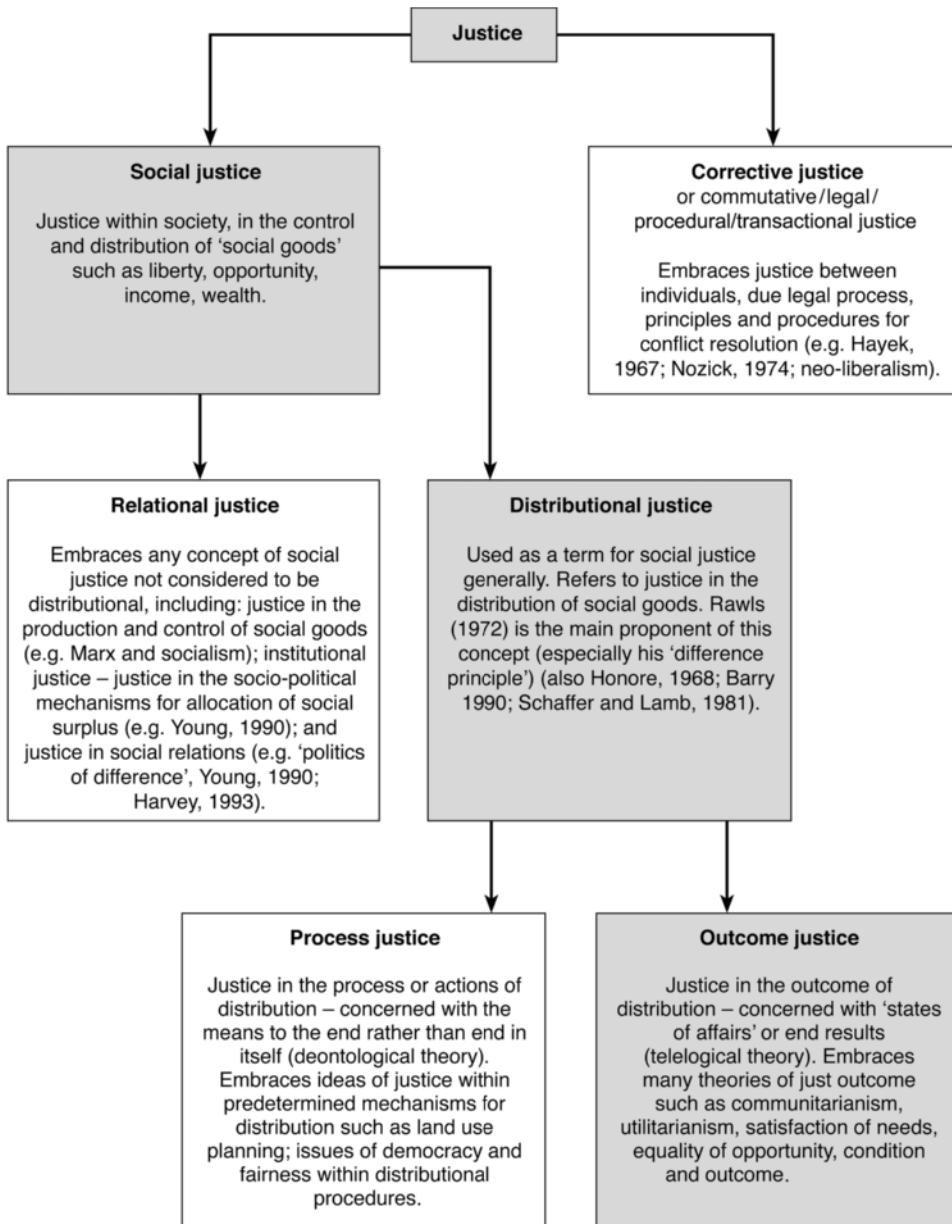 Justice
Social justice
Justice within society, in the control
and distribution of ‘social goods’
such as liberty, opportunity,
income, wealth.
Corrective justice
or commutative/legal/
procedural/transactional justice
Embraces justice between
individuals, due legal process,
principles and procedures for
conflict resolution (e.g. Hayek,
1967; Nozick, 1974; neo-liberalism).
Relational justice
Embraces any concept of social
justice not considered to be
distributional, including: justice in the
production and control of social goods
(e.g. Marx and socialism); institutional
justice – justice in the socio-political
mechanisms for allocation of social
surplus (e.g. Young, 1990); and
justice in social relations (e.g. ‘politics
of difference’, Young, 1990;
Harvey, 1993).
Distributional justice
Used as a term for social justice
generally. Refers to justice in the
distribution of social goods. Rawls
(1972) is the main proponent of this
concept (especially his ‘difference
principle’) (also Honore, 1968; Barry
1990; Schaffer and Lamb, 1981).
Process justice
Justice in the process or actions of
distribution – concerned with the
means to the end rather than end in
itself (deontological theory).
Embraces ideas of justice within
predetermined mechanisms for
distribution such as land use
planning; issues of democracy and
fairness within distributional
procedures.
Outcome justice
Justice in the outcome of
distribution – concerned with ‘states
of affairs’ or end results
(telelogical theory). Embraces
many theories of just outcome
such as communitarianism,
utilitarianism, satisfaction of needs,
equality of opportunity, condition
and outcome.